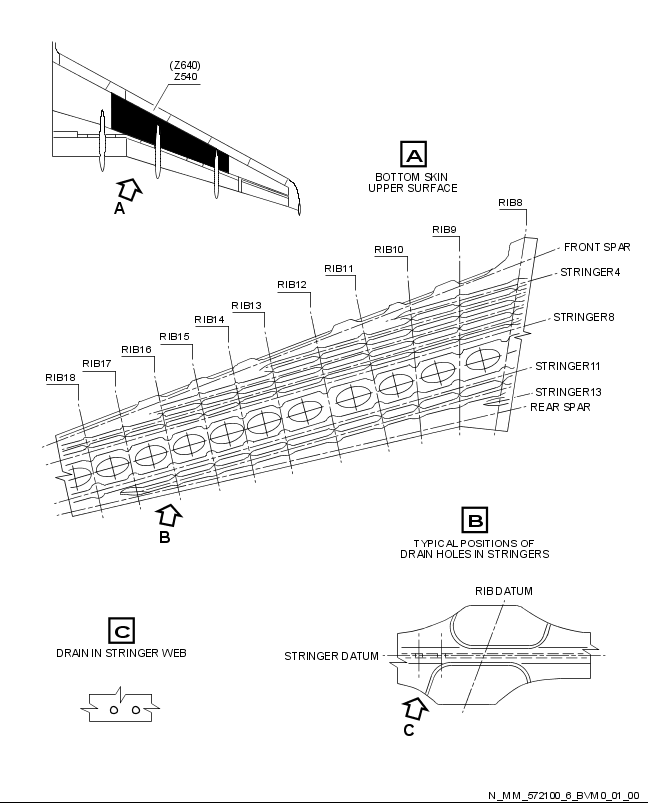 (Z640)
Z540
A
A
BOTTOM SKIN
UPPER SURFACE
RIB8
RIB9
RIB10
RIB11
RIB12
RIB13
RIB14
RIB15
RIB16
RIB17
RIB18
FRONT SPAR
STRINGER4
STRINGER8
STRINGER11
STRINGER13
REAR SPAR
B
B
TYPICAL POSITIONS OF
DRAIN HOLES IN STRINGERS
RIB DATUM
STRINGER DATUM
C
C
DRAIN IN STRINGER WEB
N_MM_572100_6_BVM0_01_00